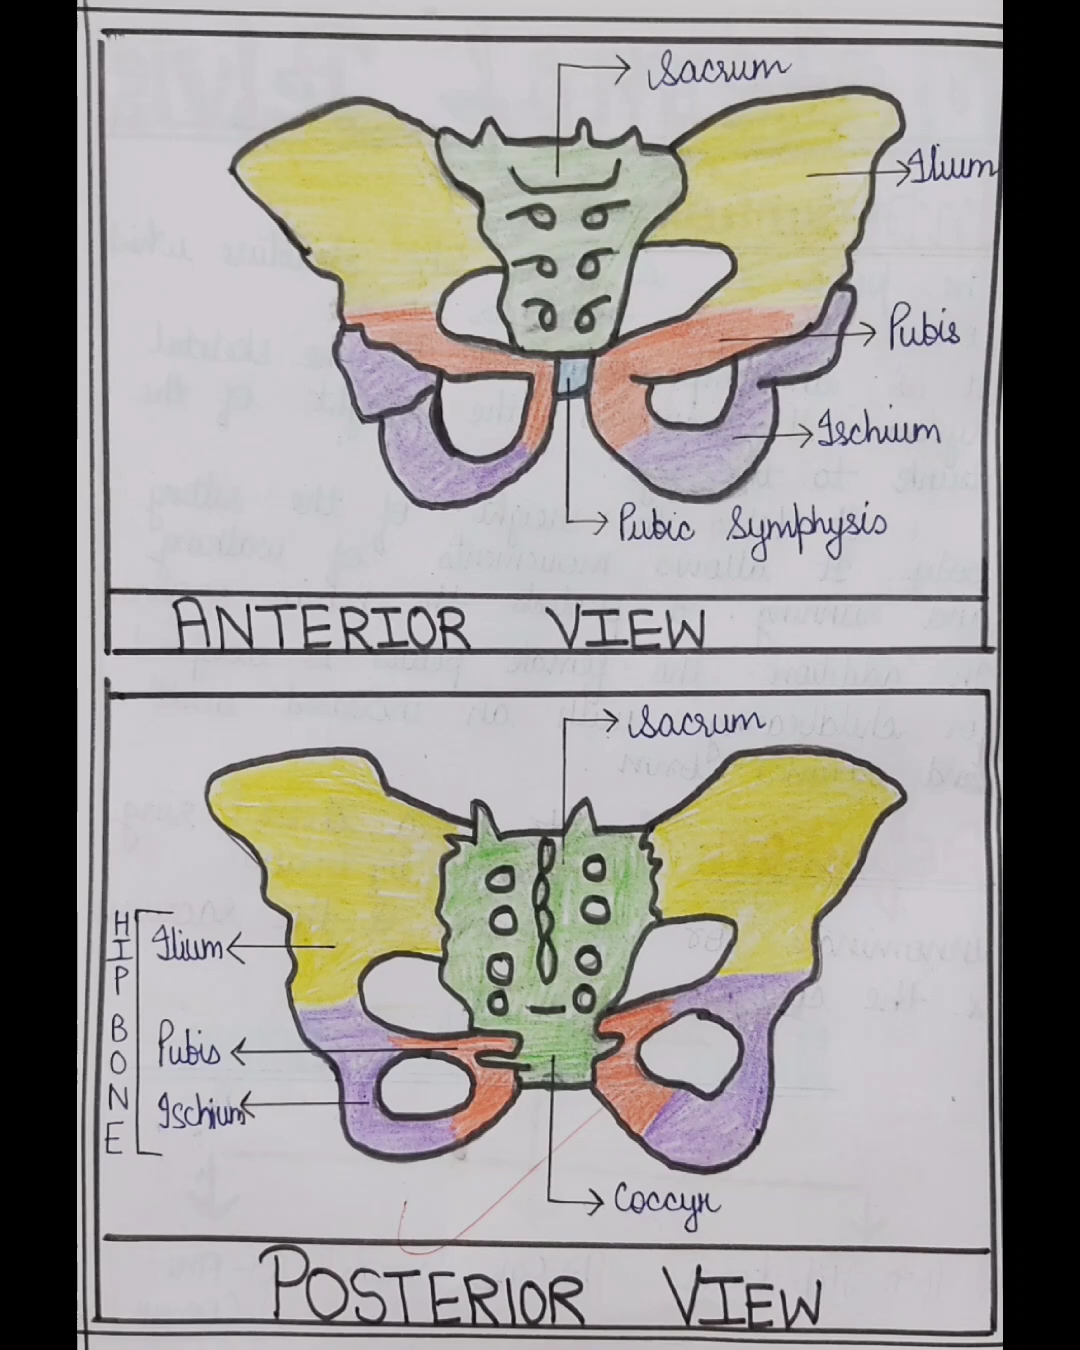 Sacrum
Ilium
Pubis
Ischium
Pubic Symphysis
ANTERIOR VIEW
Sacrum
HIP BONE
Ilium
Pubis
Ischium
Coccyx
POSTERIOR VIEW